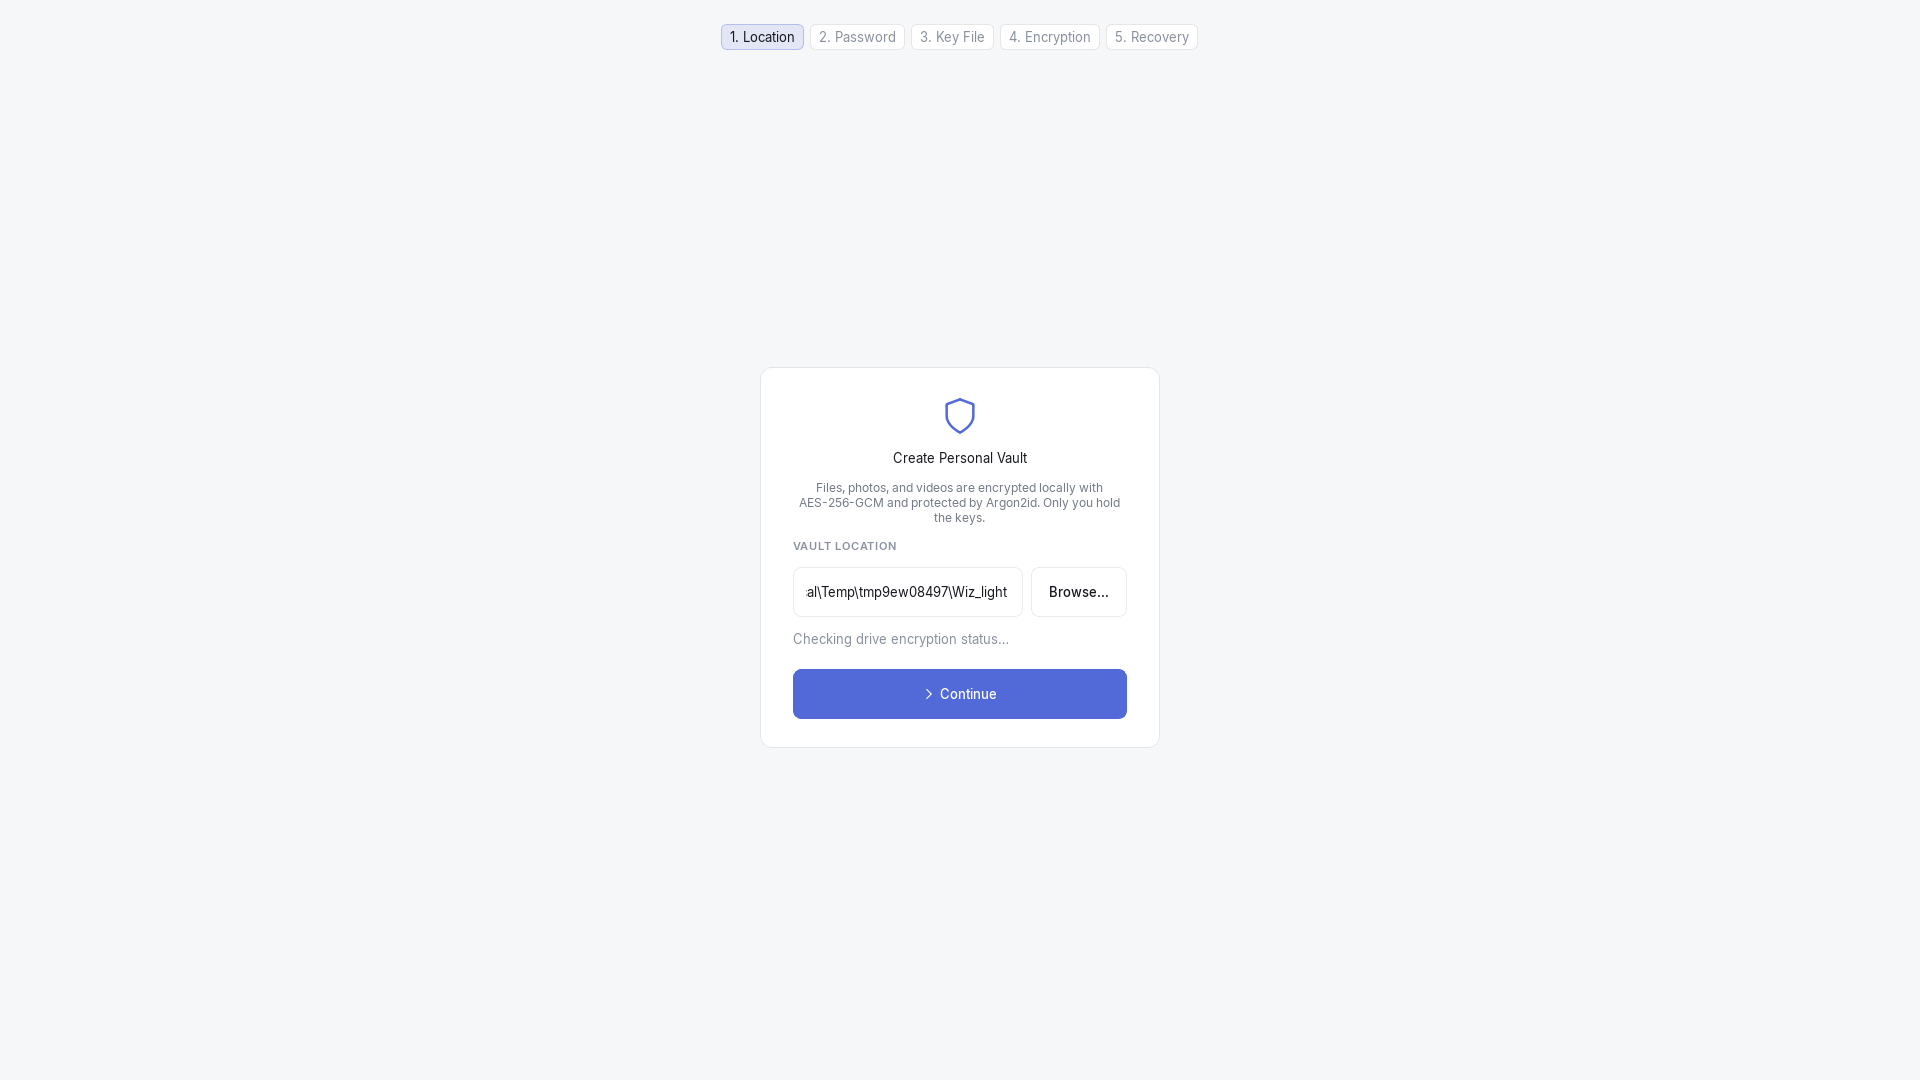 1. Location 2. Password 3. Key File 4. Encryption 5. Recovery
Create Personal Vault
Files, photos, and videos are encrypted locally with
AES-256-GCM and protected by Argon2id. Only you hold
the keys.
VAULT LOCATION
al\Temp\tmp9ew08497\Wiz_light Browse...
Checking drive encryption status...
Continue